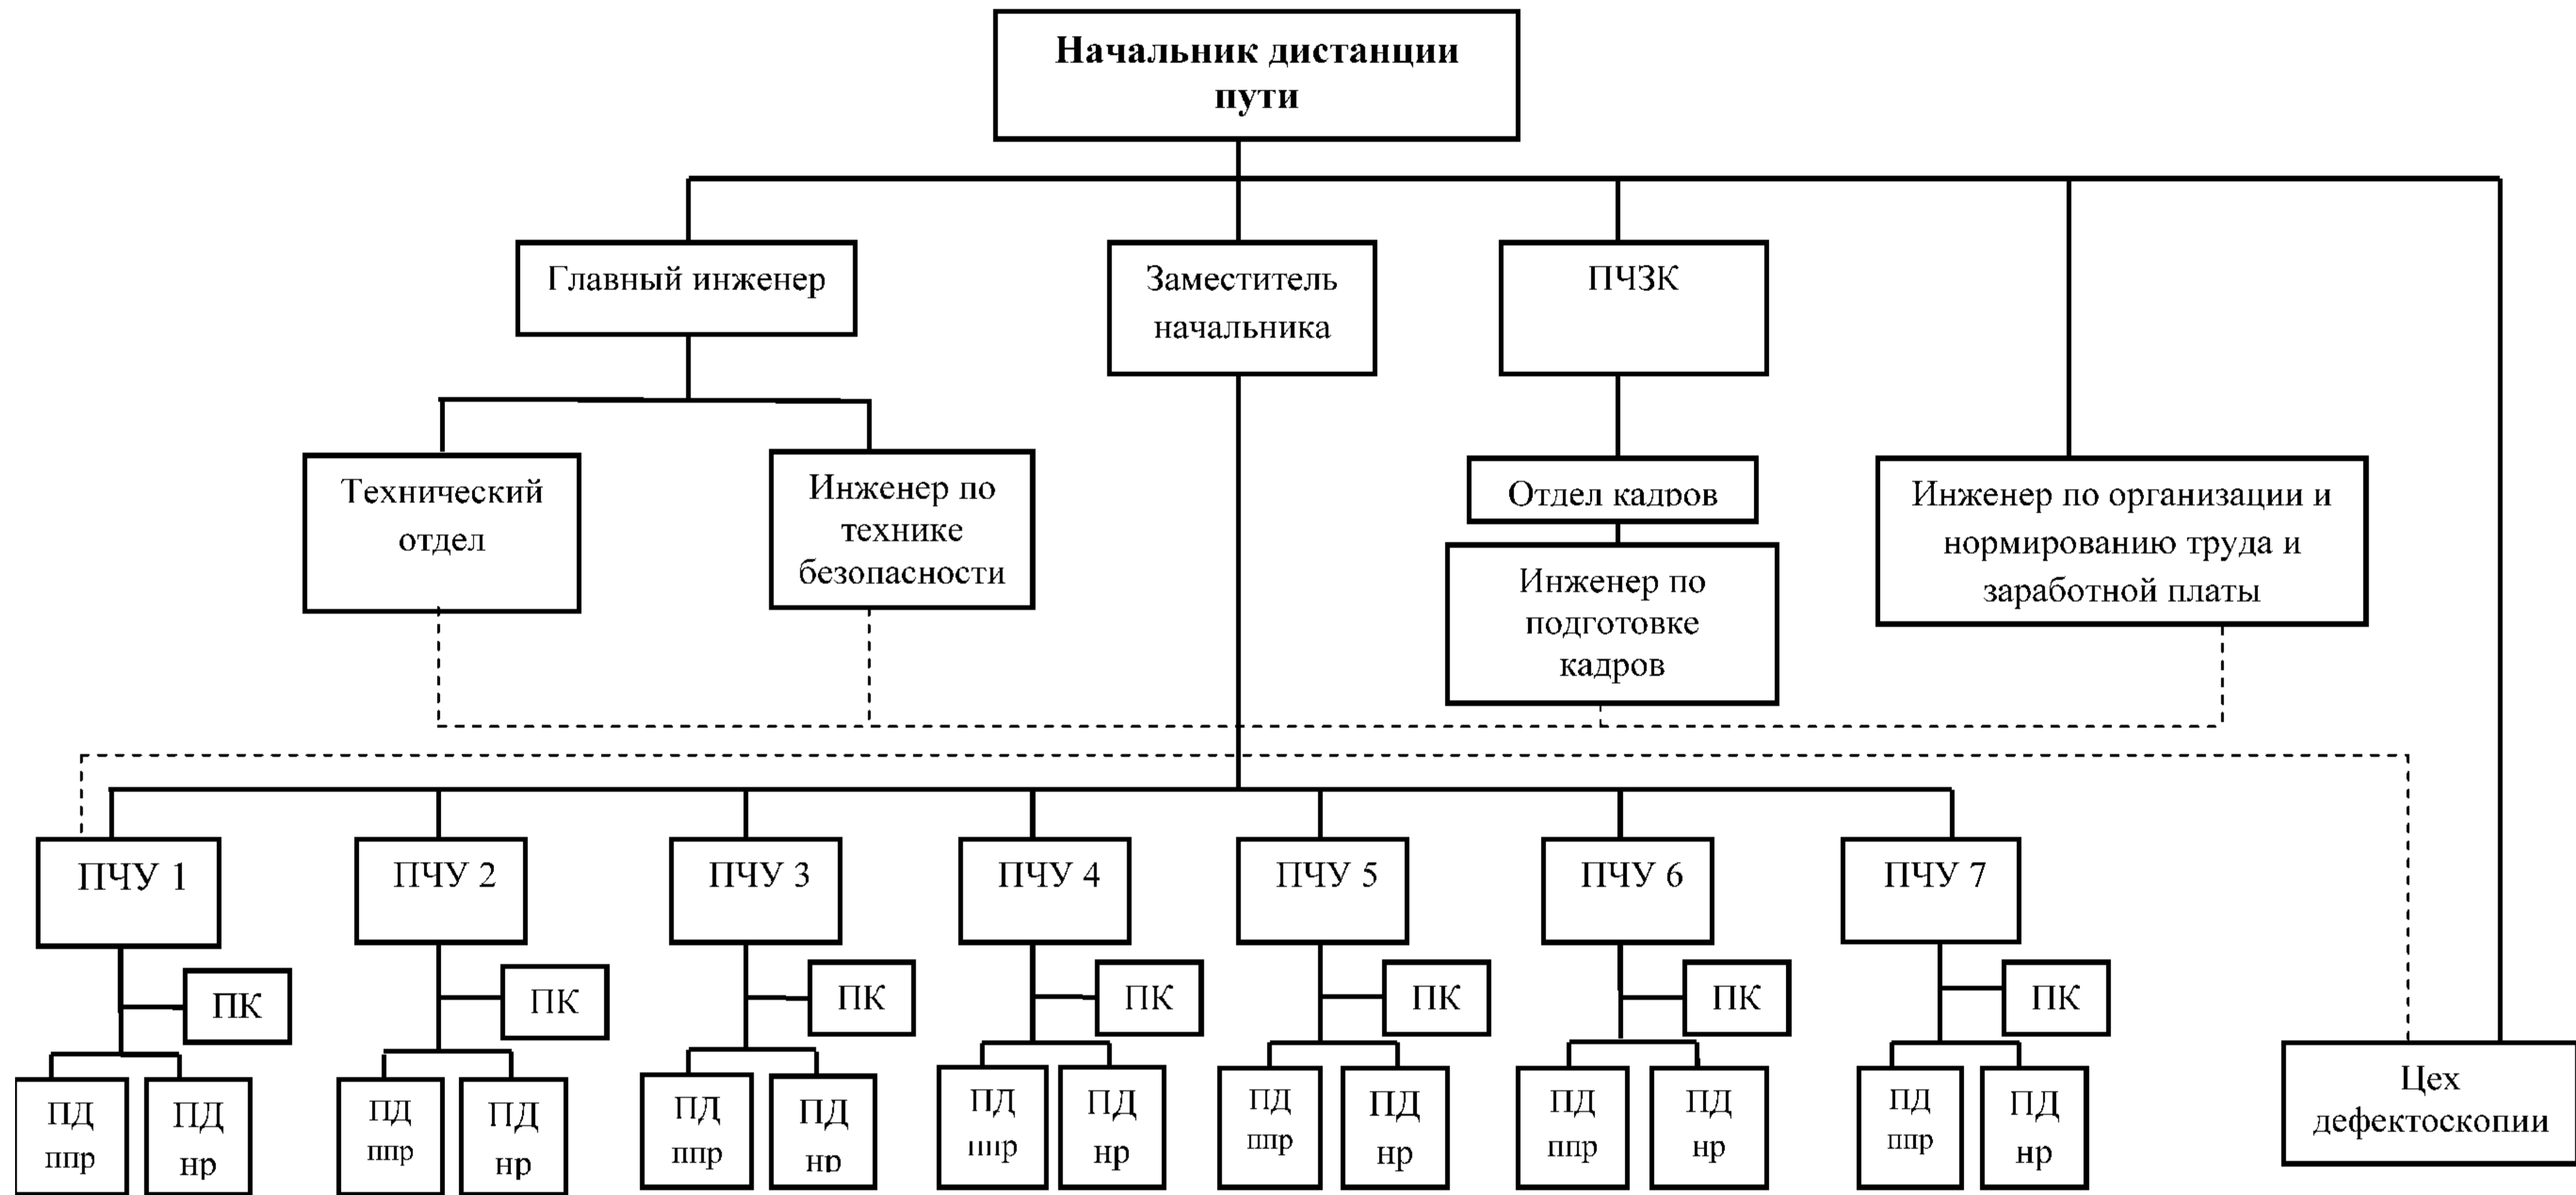 Начальник дистанции
пути
Главный инженер
Заместитель
начальника
ПЧЗК
Технический
отдел
Инженер по
технике
безопасности
Отдел кадров
Инженер по
подготовке
кадров
Инженер по организации и
нормированию труда и
заработной платы
ПЧУ 1
ПЧУ 2
ПЧУ 3
ПЧУ 4
ПЧУ 5
ПЧУ 6
ПЧУ 7
ПК
ПК
ПК
ПК
ПК
ПК
ПК
ПД
ппр
ПД
нр
ПД
ппр
ПД
нр
ПД
ппр
ПД
нр
ПД
ппр
ПД
нр
ПД
ппр
ПД
нр
ПД
ппр
ПД
нр
ПД
ппр
ПД
нр
Цех
дефектоскопии